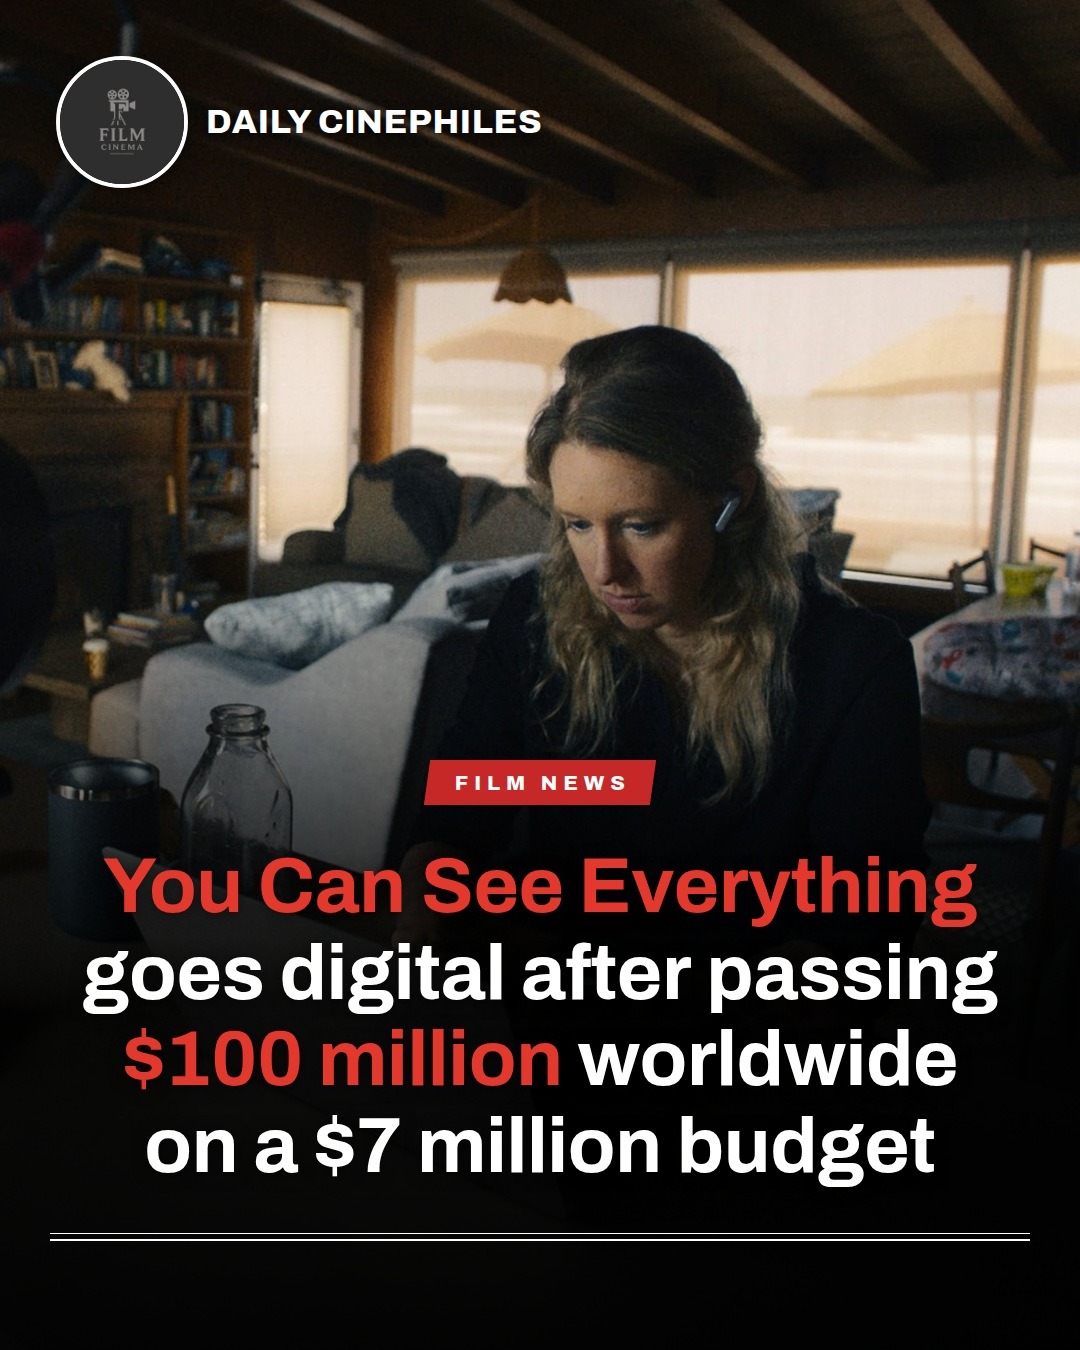 FILM
CINEMA
DAILY CINEPHILES
FILM NEWS
You Can See Everything
goes digital after passing
$100 million worldwide
on a $7 million budget